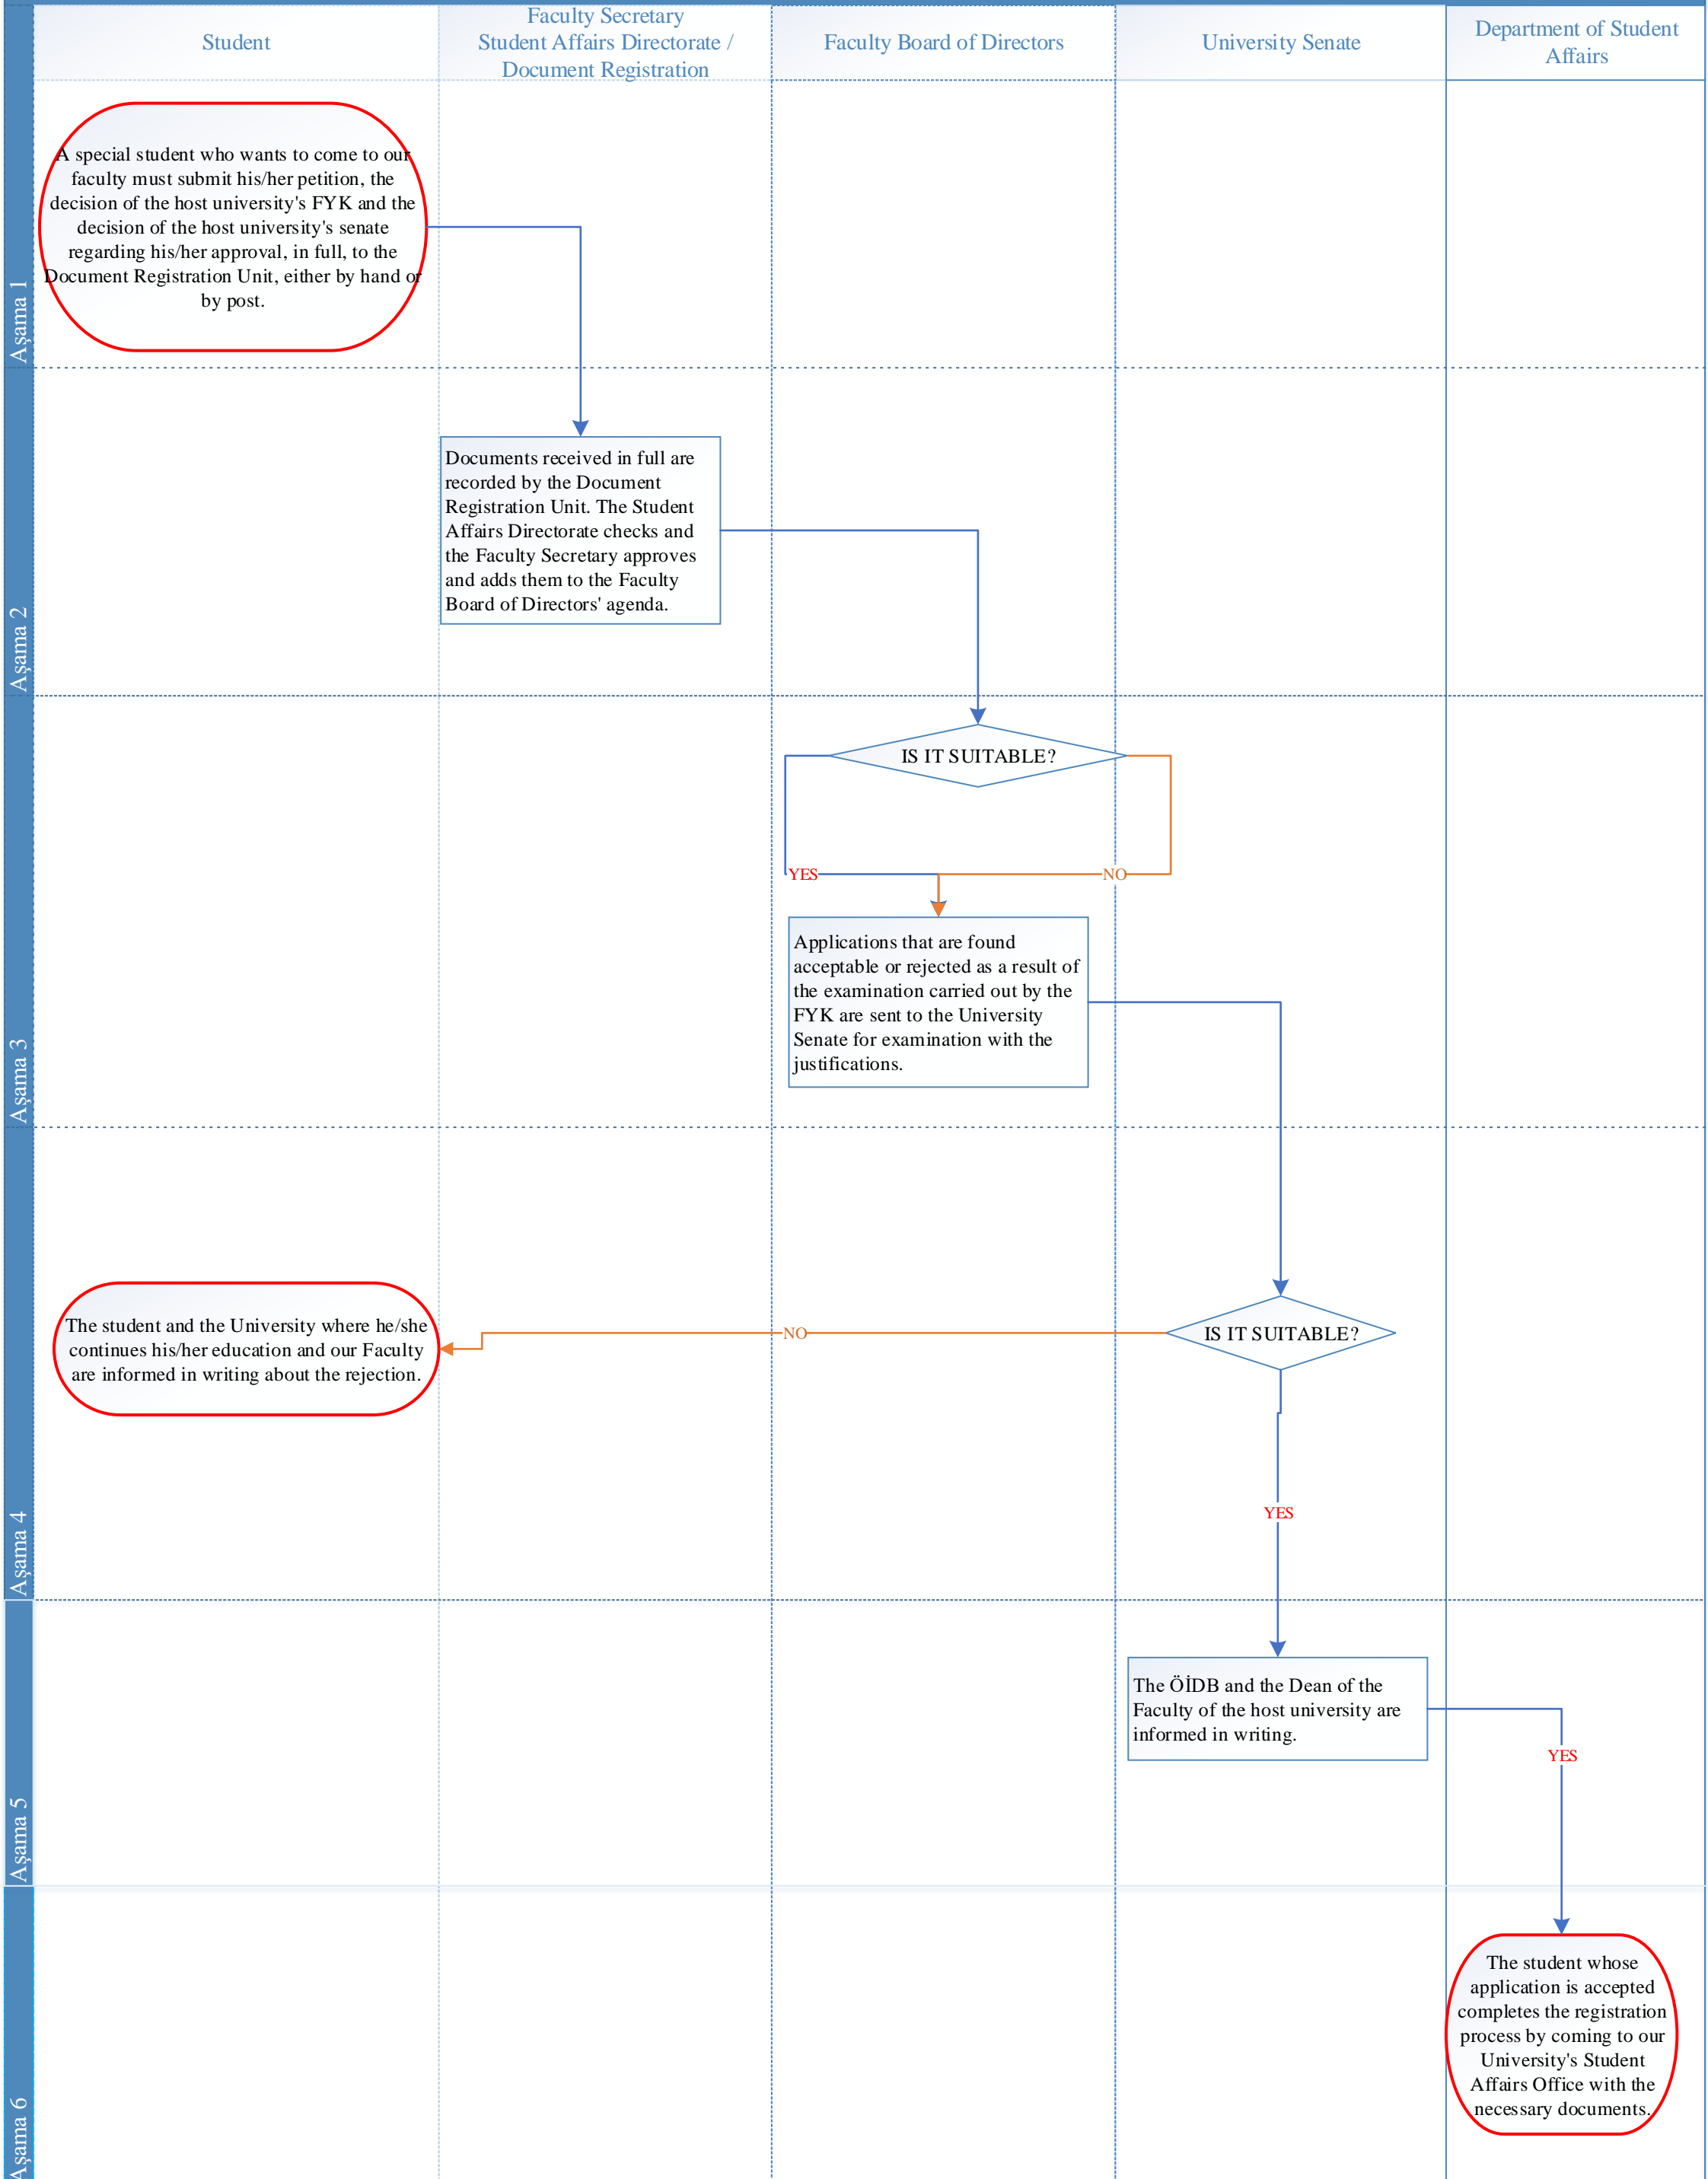 Student
Faculty Secretary
Student Affairs Directorate /
Document Registration
Faculty Board of Directors
University Senate
Department of Student
Affairs
Aşama 1
A special student who wants to come to our
faculty must submit his/her petition, the
decision of the host university's FYK and the
decision of the host university's senate
regarding his/her approval, in full, to the
Document Registration Unit, either by hand or
by post.
Aşama 2
Documents received in full are
recorded by the Document
Registration Unit. The Student
Affairs Directorate checks and
the Faculty Secretary approves
and adds them to the Faculty
Board of Directors' agenda.
Aşama 3
IS IT SUITABLE?
YES
NO
Applications that are found
acceptable or rejected as a result of
the examination carried out by the
FYK are sent to the University
Senate for examination with the
justifications.
Aşama 4
The student and the University where he/she
continues his/her education and our Faculty
are informed in writing about the rejection.
NO
IS IT SUITABLE?
YES
Aşama 5
The ÖİDB and the Dean of the
Faculty of the host university are
informed in writing.
YES
Aşama 6
The student whose
application is accepted
completes the registration
process by coming to our
University's Student
Affairs Office with the
necessary documents.